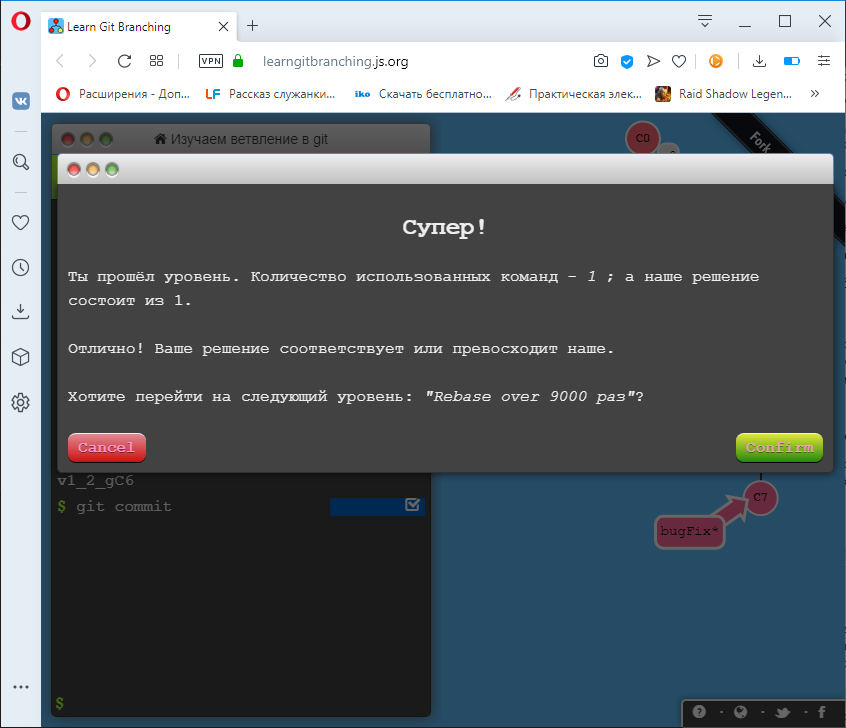 Learn Git Branching
VPN
learngitbranching.js.org
Расширения - Доп...
LF
Рассказ служанки...
iko
Скачать бесплатно...
Практическая элек...
Raid Shadow Legen...
Изучаем ветвление в git
C0
Fork
Супер!
Ты прошёл уровень. Количество использованных команд - 1 ; а наше решение
состоит из 1.
Отлично! Ваше решение соответствует или превосходит наше.
Хотите перейти на следующий уровень: "Rebase over 9000 раз"?
Cancel
Confirm
v1_2_gC6
$ git commit
C7
bugFix*
$